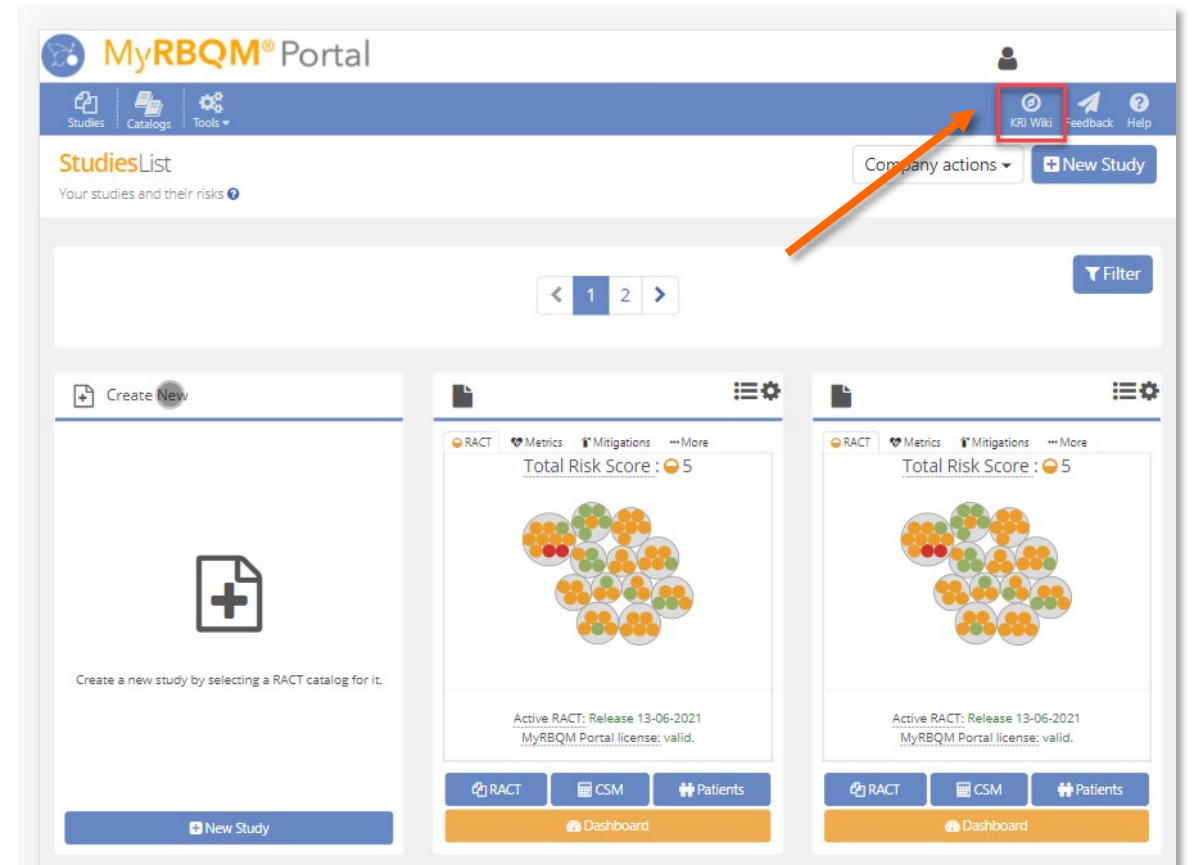 MyRBQM® Portal
Studies Catalogs Tools KRI Wiki Feedback Help
StudiesList
Company actions New Study
Your studies and their risks
Filter
1 2
Create New
RACT Metrics Mitigations More
Total Risk Score : 5
RACT Metrics Mitigations More
Total Risk Score : 5
Create a new study by selecting a RACT catalog for it.
Active RACT: Release 13-06-2021
MyRBQM Portal license: valid.
Active RACT: Release 13-06-2021
MyRBQM Portal license: valid.
RACT CSM Patients
RACT CSM Patients
New Study
Dashboard
Dashboard